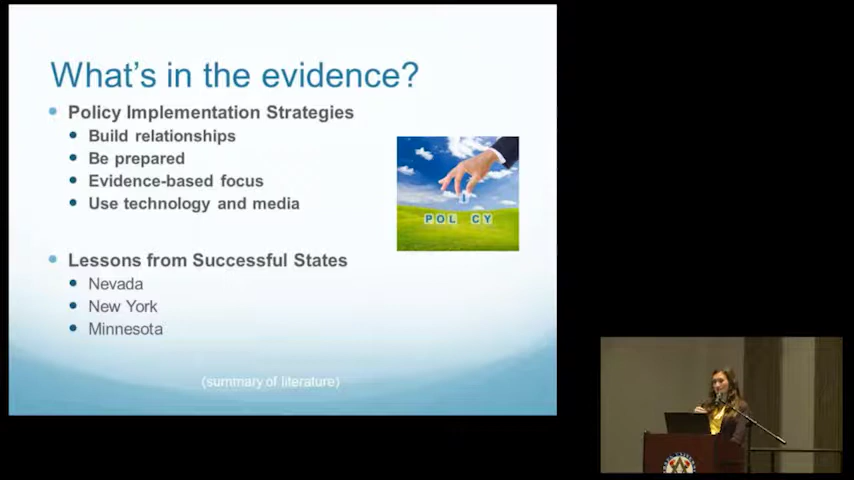 What's in the evidence?
Policy Implementation Strategies
Build relationships
Be prepared
Evidence-based focus
Use technology and media
I
POL CY
Lessons from Successful States
Nevada
New York
Minnesota
(summary of literature)